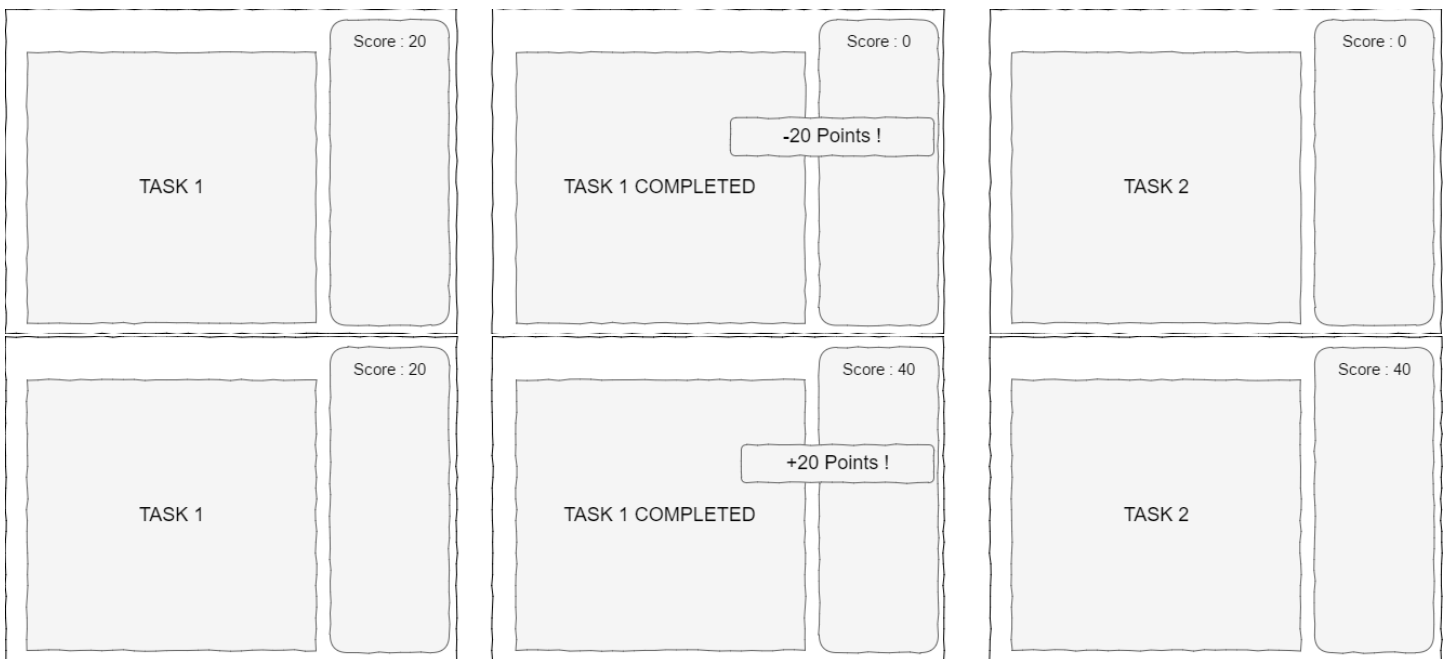 Score : 20
TASK 1
Score : 0
-20 Points !
TASK 1 COMPLETED
Score : 0
TASK 2
Score : 20
TASK 1
Score : 40
+20 Points !
TASK 1 COMPLETED
Score : 40
TASK 2